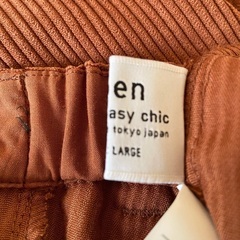 en
asy chic
tokyo japan
LARGE